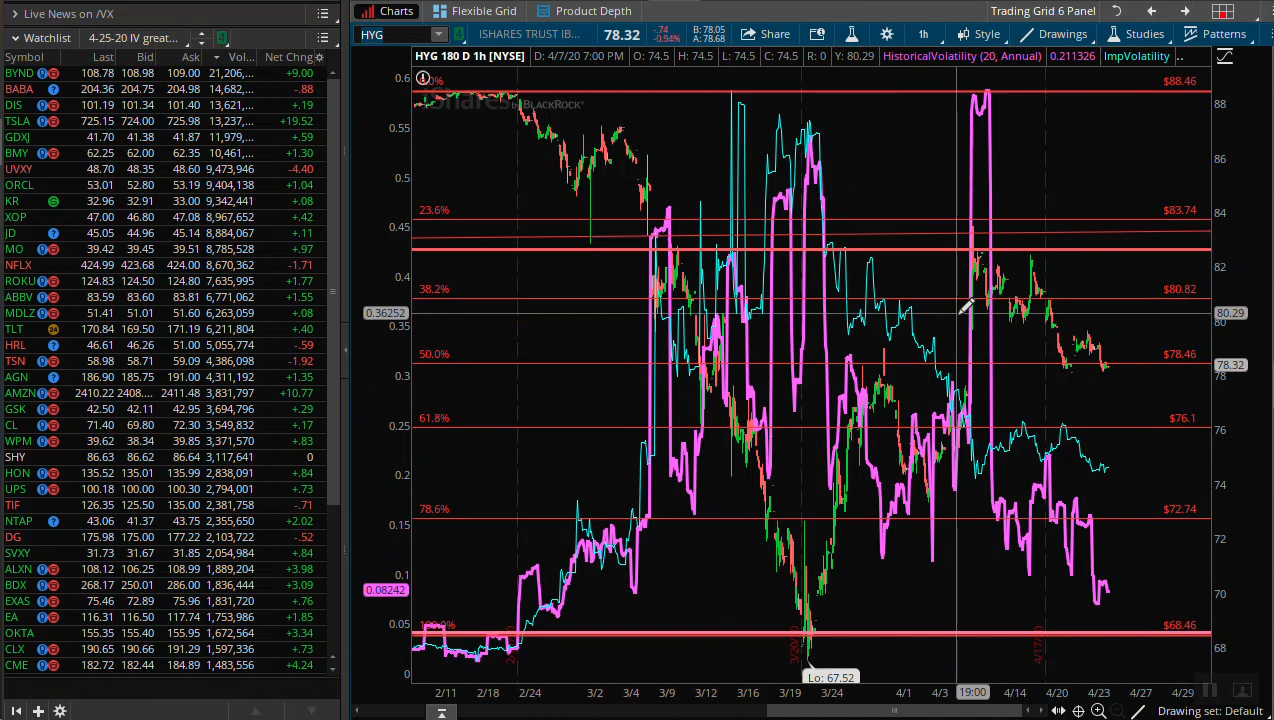 Live News on /VX
Charts Flexible Grid Product Depth Trading Grid 6 Panel
Watchlist 4-25-20 IV great... 4
HYG 4 ISHARES TRUST IB... 78.32 -.74 -0.94% B: 78.05 A: 78.68 Share 1h Style Drawings Studies Patterns
Symbol Last Bid Ask Vol... Net Chng
HYG 180 D 1h [NYSE] D: 4/7/20 7:00 PM O: 74.5 H: 74.5 L: 74.5 C: 74.5 R: 0 Y: 80.29 HistoricalVolatility (20, Annual) 0.211326 ImpVolatility ..
BYND 108.78 108.98 109.00 21,206,... +9.00
BABA 204.36 204.75 204.98 14,682,... -.88
DIS 101.19 101.34 101.40 13,621,... +.19
TSLA 725.15 724.00 725.98 13,237,... +19.52
GDXJ 41.70 41.38 41.87 11,979,... +.59
BMY 62.25 62.00 62.35 10,461,... +1.30
UVXY 48.70 48.35 48.60 9,473,946 -4.40
ORCL 53.01 52.80 53.19 9,404,138 +1.04
KR 32.96 32.91 33.00 9,342,441 +.08
XOP 47.00 46.80 47.08 8,967,652 +.42
JD 45.05 44.96 45.14 8,884,067 +.11
MO 39.42 39.45 39.51 8,785,528 +.97
NFLX 424.99 423.68 424.00 8,670,362 -1.71
ROKU 124.83 124.50 124.80 7,635,995 +1.77
ABBV 83.59 83.60 83.81 6,771,062 +1.55
MDLZ 51.41 51.01 51.60 6,263,059 +.08
TLT 24 170.84 169.50 171.19 6,211,804 +.40
HRL 46.61 46.26 51.00 5,055,774 -.59
TSN 58.98 58.71 59.09 4,386,098 -1.92
AGN 186.90 185.75 191.00 4,311,192 +1.35
AMZN 2410.22 2408.... 2411.48 3,831,797 +10.77
GSK 42.50 42.11 42.95 3,694,796 +.29
CL 71.40 69.80 72.30 3,549,832 +.17
WPM 39.62 38.34 39.85 3,371,570 +.83
SHY 86.63 86.62 86.64 3,117,641 0
HON 135.52 135.01 135.99 2,838,091 +.84
UPS 100.18 100.00 100.30 2,794,001 +.73
TIF 126.35 125.50 130.00 2,381,758 -.71
NTAP 43.06 41.37 43.75 2,355,650 +2.02
DG 175.98 175.00 177.22 2,103,722 -.52
SVXY 31.73 31.67 31.85 2,054,984 +.84
ALXN 108.12 106.25 108.99 1,889,204 +3.98
BDX 268.17 250.01 286.00 1,836,444 +3.09
EXAS 75.46 72.89 75.96 1,831,720 +.76
EA 116.31 116.50 117.74 1,753,986 +1.85
OKTA 155.35 155.40 155.95 1,672,564 +3.34
CLX 190.65 190.66 191.29 1,597,336 +.73
CME 182.72 182.44 184.89 1,483,556 +4.24
0.6
0.55
0.5
0.45
0.4
0.36252
0.35
0.3
0.25
0.2
0.15
0.1
0.08242
0.05
0
iShares by BLACKROCK
$88.46
23.6% $83.74
38.2% $80.82
50.0% $78.46
61.8% $76.1
78.6% $72.74
100.0% $68.46
88
86
84
82
80.29
80
78.32
78
76
74
72
70
68
3/20/20
4/17/20
Lo: 67.52
2/11 2/18 2/24 3/2 3/4 3/9 3/12 3/16 3/19 3/24 4/1 4/3 19:00 4/14 4/20 4/23 4/27 4/29
Drawing set: Default